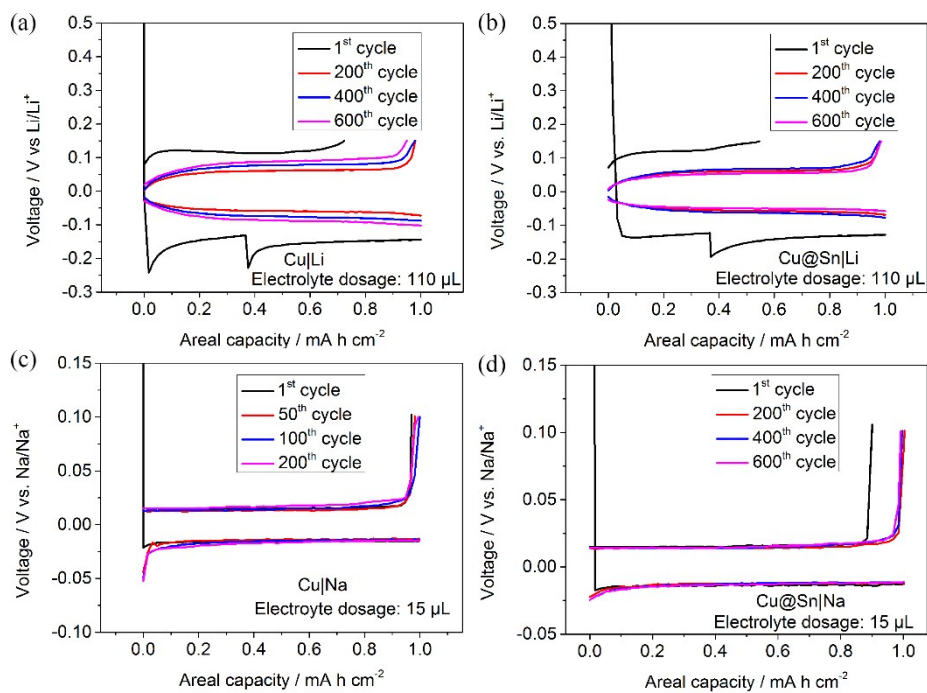 (a)
0.5
0.4
0.3
0.2
0.1
0.0
-0.1
-0.2
-0.3
Voltage / V vs Li/Li⁺
1ˢᵗ cycle
200ᵗʰ cycle
400ᵗʰ cycle
600ᵗʰ cycle
Cu|Li
Electrolyte dosage: 110 µL
0.0 0.2 0.4 0.6 0.8 1.0
Areal capacity / mA h cm⁻²
(b)
0.5
0.4
0.3
0.2
0.1
0.0
-0.1
-0.2
-0.3
Voltage / V vs. Li/Li⁺
1ˢᵗ cycle
200ᵗʰ cycle
400ᵗʰ cycle
600ᵗʰ cycle
Cu@Sn|Li
Electrolyte dosage: 110 µL
0.0 0.2 0.4 0.6 0.8 1.0
Areal capacity / mA h cm⁻²
(c)
0.15
0.10
0.05
0.00
-0.05
-0.10
Voltage / V vs. Na/Na⁺
1ˢᵗ cycle
50ᵗʰ cycle
100ᵗʰ cycle
200ᵗʰ cycle
Cu|Na
Electroyte dosage: 15 µL
0.0 0.2 0.4 0.6 0.8 1.0
Areal capacity / mA h cm⁻²
(d)
0.15
0.10
0.05
0.00
-0.05
Voltage / V vs. Na/Na⁺
1ˢᵗ cycle
200ᵗʰ cycle
400ᵗʰ cycle
600ᵗʰ cycle
Cu@Sn|Na
Electrolyte dosage: 15 µL
0.0 0.2 0.4 0.6 0.8 1.0
Areal capacity / mA h cm⁻²